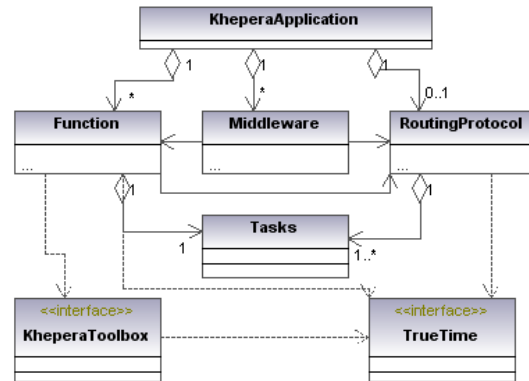 KheperaApplication
1 1 1
* * 0..1
Function Middleware RoutingProtocol
... ... ...
1 1
Tasks
1 1..*
<<interface>> <<interface>>
KheperaToolbox TrueTime